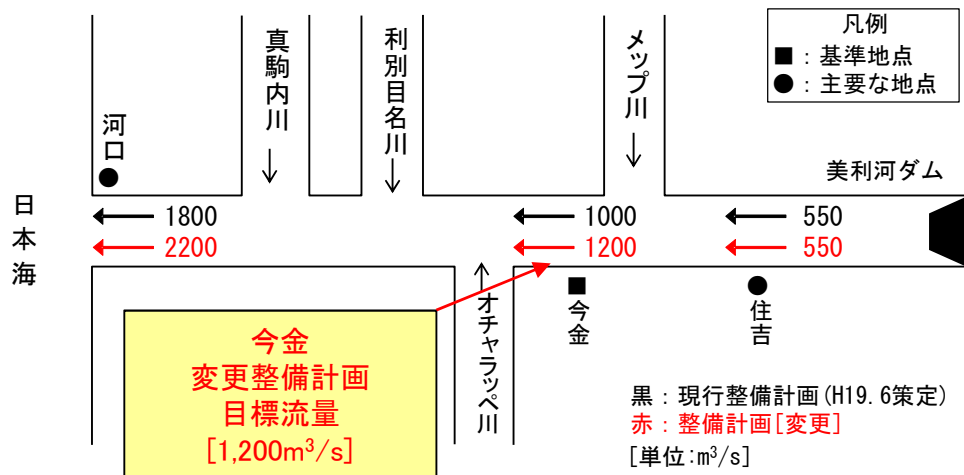 凡例
■：基準地点
●：主要な地点
真駒内川
利別目名川
メップ川
河口
美利河ダム
日本海
1800
1000
550
2200
1200
550
オチャラッペ川
今金
住吉
今金
変更整備計画
目標流量
[1,200m³/s]
黒：現行整備計画(H19.6策定)
赤：整備計画[変更]
[単位:m³/s]